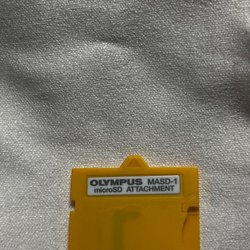 OLYMPUS MASD-1
microSD ATTACHMENT